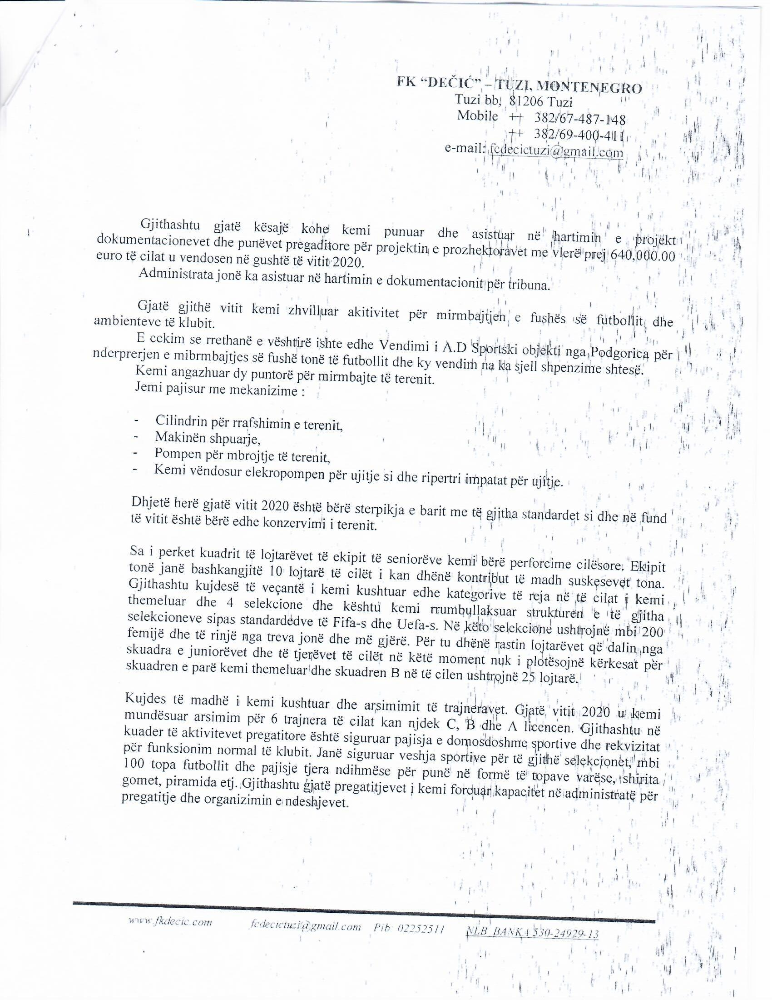 FK “DEČIĆ” – TUZI, MONTENEGRO
Tuzi bb, 81206 Tuzi
Mobile ++ 382/67-487-148
++ 382/69-400-411
e-mail: fcdecictuzi@gmail.com
Gjithashtu gjatë kësajë kohe kemi punuar dhe asistuar në hartimin e projekt
dokumentacionevet dhe punëvet pregaditore për projektin e prozhektoravet me vlerë prej 640,000.00
euro të cilat u vendosen në gushtë të vitit 2020.
Administrata jonë ka asistuar në hartimin e dokumentacionit për tribuna.
Gjatë gjithë vitit kemi zhvilluar akitivitet për mirmbajtjen e fushës së futbollit dhe
ambienteve të klubit.
E cekim se rrethanë e vështirë ishte edhe Vendimi i A.D Sportski objekti nga Podgorica për
nderprerjen e mibrmbajtjes së fushë tonë të futbollit dhe ky vendim na ka sjell shpenzime shtesë.
Kemi angazhuar dy puntorë për mirmbajte të terenit.
Jemi pajisur me mekanizime :
- Cilindrin për rrafshimin e terenit,
- Makinën shpuarje,
- Pompen për mbrojtje të terenit,
- Kemi vëndosur elekropompen për ujitje si dhe ripertri impatat për ujitje.
Dhjetë herë gjatë vitit 2020 është bërë sterpikja e barit me të gjitha standardet si dhe në fund
të vitit është bërë edhe konzervimi i terenit.
Sa i perket kuadrit të lojtarëvet të ekipit të seniorëve kemi bërë perforcime cilësore. Ekipit
tonë janë bashkangjitë 10 lojtarë të cilët i kan dhënë kontribut të madh suskesevet tona.
Gjithashtu kujdesë të veçantë i kemi kushtuar edhe kategorive të reja në të cilat i kemi
themeluar dhe 4 selekcione dhe kështu kemi rrumbullaksuar strukturen e të gjitha
selekcioneve sipas standardedve të Fifa-s dhe Uefa-s. Në këto selekcione ushtrojnë mbi 200
femijë dhe të rinjë nga treva jonë dhe më gjërë. Për tu dhënë rastin lojtarëvet që dalin nga
skuadra e juniorëvet dhe të tjerëvet të cilët në këtë moment nuk i plotësojnë kërkesat për
skuadren e parë kemi themeluar dhe skuadren B në të cilen ushtrojnë 25 lojtarë.
Kujdes të madhë i kemi kushtuar dhe arsimimit të trajneravet. Gjatë vitit 2020 u kemi
mundësuar arsimim për 6 trajnera të cilat kan njdek C, B dhe A licencen. Gjithashtu në
kuader të aktivitevet pregatitore është siguruar pajisja e domosdoshme sportive dhe rekvizitat
për funksionim normal të klubit. Janë siguruar veshja sportive për të gjithë selekcionet, mbi
100 topa futbollit dhe pajisje tjera ndihmëse për punë në formë të topave varëse, shirita
gomet, piramida etj. Gjithashtu gjatë pregatitjevet i kemi forcuar kapacitet në administratë për
pregatitje dhe organizimin e ndeshjevet.
www.fkdecic.com fcdecictuzi@gmail.com Pib: 02252511 NLB BANKA 530-24929-13